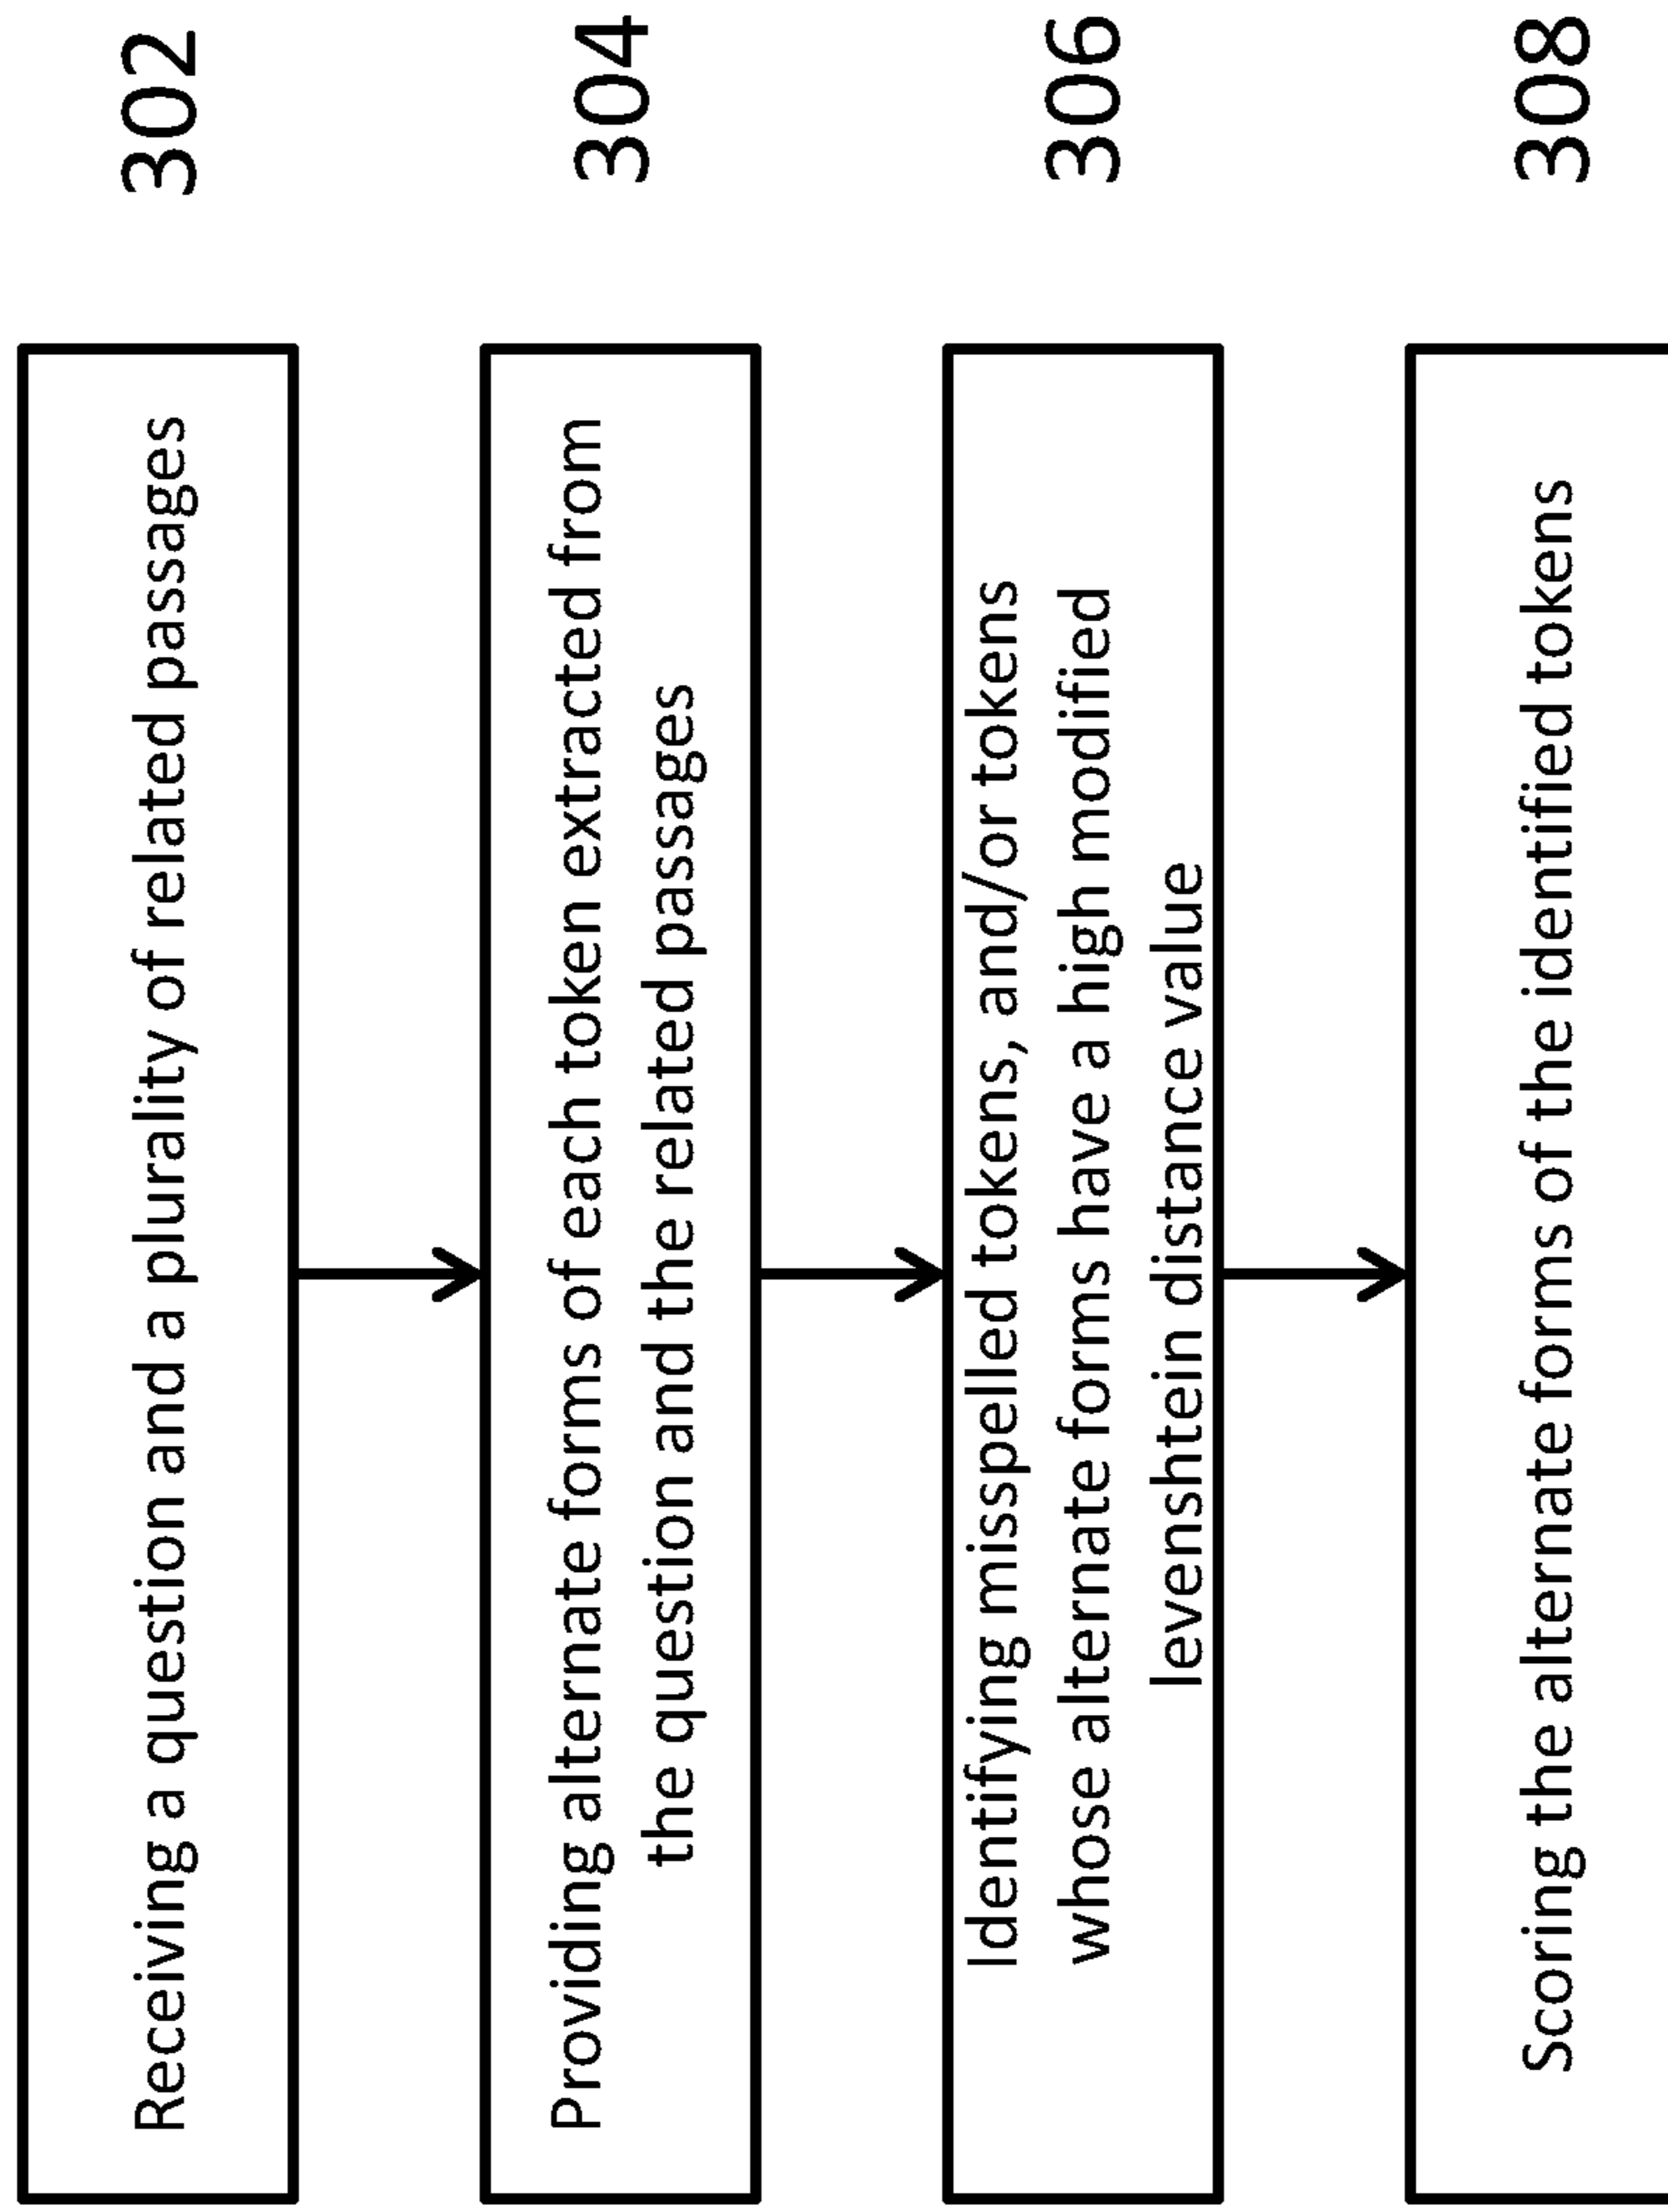 Receiving a question and a plurality of related passages
302
Providing alternate forms of each token extracted from
the question and the related passages
304
Identifying misspelled tokens, and/or tokens
whose alternate forms have a high modified
levenshtein distance value
306
Scoring the alternate forms of the identified tokens
308